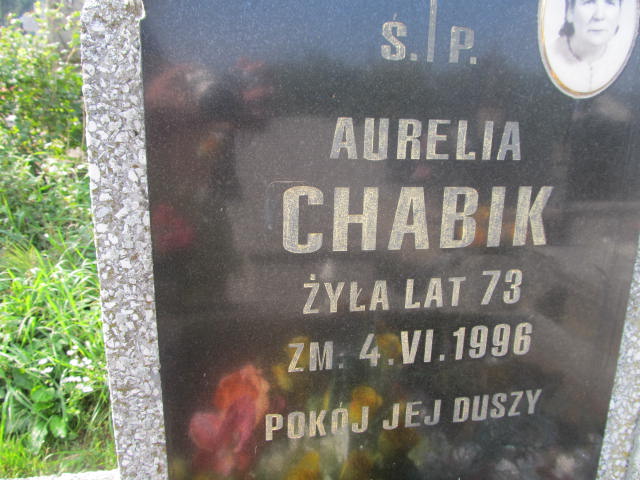 Ś. P.
AURELIA
CHABIK
ŻYŁA LAT 73
ZM. 4.VI.1996
POKÓJ JEJ DUSZY